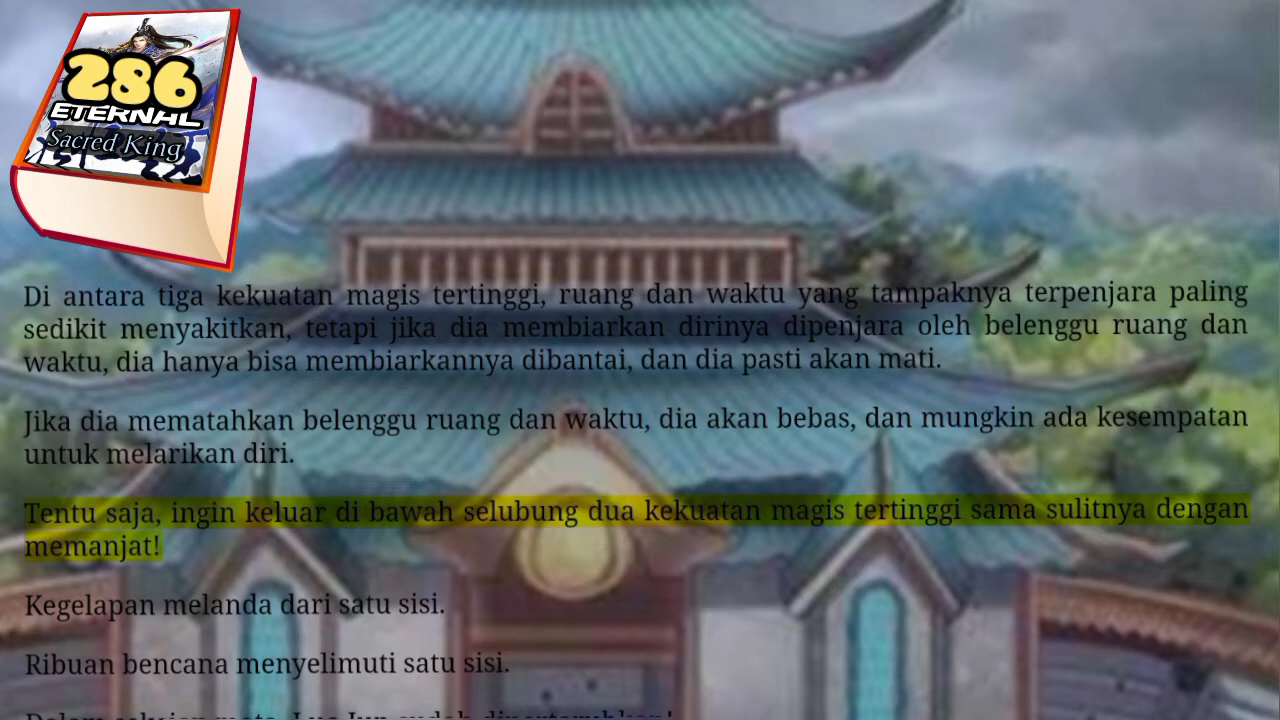 286
ETERNAL
Sacred King
Di antara tiga kekuatan magis tertinggi, ruang dan waktu yang tampaknya terpenjara paling
sedikit menyakitkan, tetapi jika dia membiarkan dirinya dipenjara oleh belenggu ruang dan
waktu, dia hanya bisa membiarkannya dibantai, dan dia pasti akan mati.
Jika dia mematahkan belenggu ruang dan waktu, dia akan bebas, dan mungkin ada kesempatan
untuk melarikan diri.
Tentu saja, ingin keluar di bawah selubung dua kekuatan magis tertinggi sama sulitnya dengan
memanjat!
Kegelapan melanda dari satu sisi.
Ribuan bencana menyelimuti satu sisi.